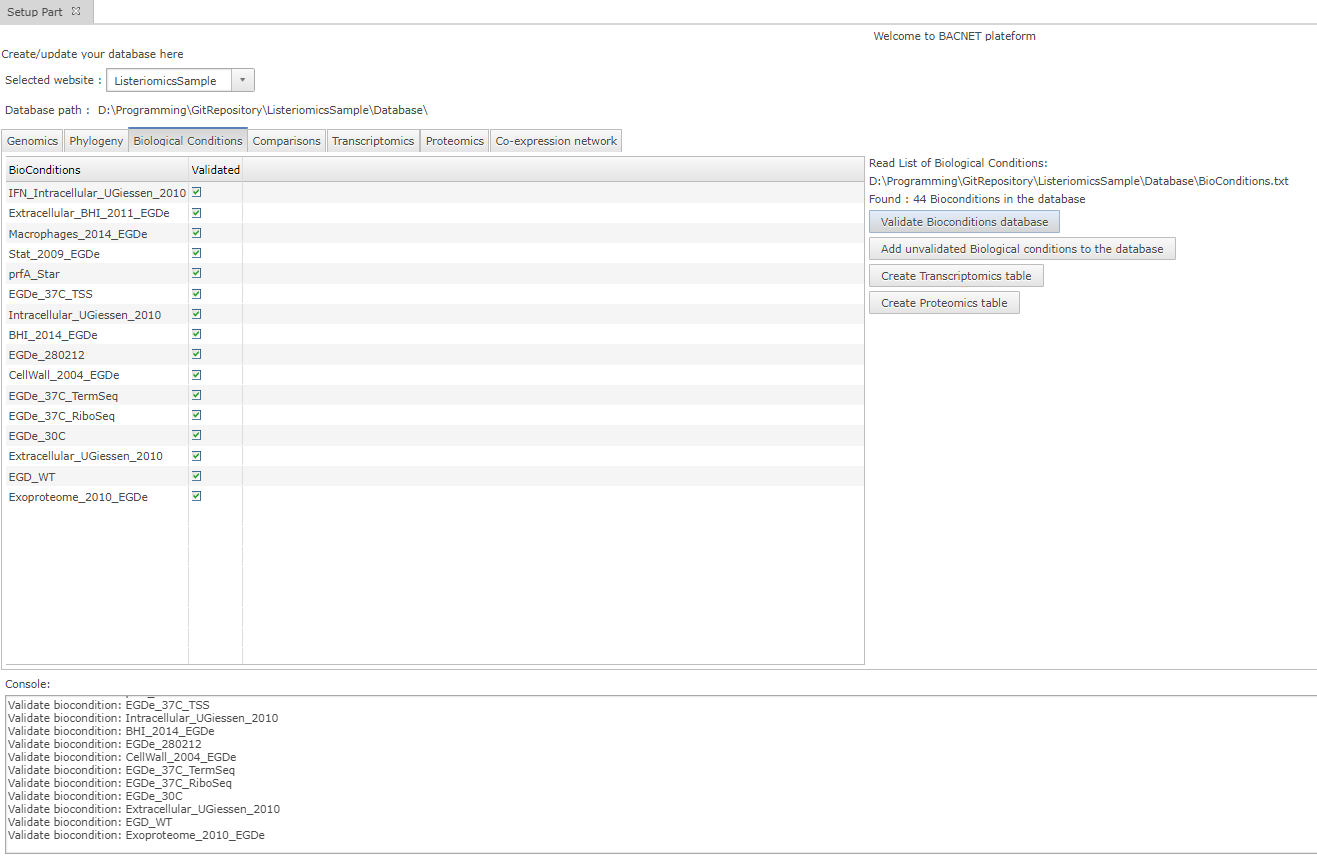 Setup Part
Welcome to BACNET plateform
Create/update your database here
Selected website : ListeriomicsSample
Database path : D:\Programming\GitRepository\ListeriomicsSample\Database\
Genomics Phylogeny Biological Conditions Comparisons Transcriptomics Proteomics Co-expression network
BioConditions Validated
IFN_Intracellular_UGiessen_2010
Extracellular_BHI_2011_EGDe
Macrophages_2014_EGDe
Stat_2009_EGDe
prfA_Star
EGDe_37C_TSS
Intracellular_UGiessen_2010
BHI_2014_EGDe
EGDe_280212
CellWall_2004_EGDe
EGDe_37C_TermSeq
EGDe_37C_RiboSeq
EGDe_30C
Extracellular_UGiessen_2010
EGD_WT
Exoproteome_2010_EGDe
Read List of Biological Conditions:
D:\Programming\GitRepository\ListeriomicsSample\Database\BioConditions.txt
Found : 44 Bioconditions in the database
Validate Bioconditions database
Add unvalidated Biological conditions to the database
Create Transcriptomics table
Create Proteomics table
Console:
Validate biocondition: EGDe_37C_TSS
Validate biocondition: Intracellular_UGiessen_2010
Validate biocondition: BHI_2014_EGDe
Validate biocondition: EGDe_280212
Validate biocondition: CellWall_2004_EGDe
Validate biocondition: EGDe_37C_TermSeq
Validate biocondition: EGDe_37C_RiboSeq
Validate biocondition: EGDe_30C
Validate biocondition: Extracellular_UGiessen_2010
Validate biocondition: EGD_WT
Validate biocondition: Exoproteome_2010_EGDe